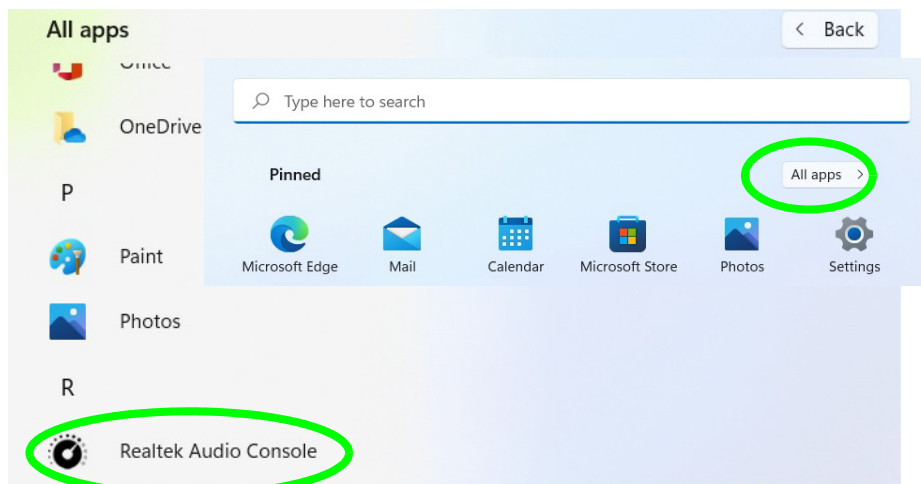 All apps
Back
Office
OneDrive
P
Paint
Photos
R
Realtek Audio Console
Type here to search
Pinned
All apps
Microsoft Edge
Mail
Calendar
Microsoft Store
Photos
Settings